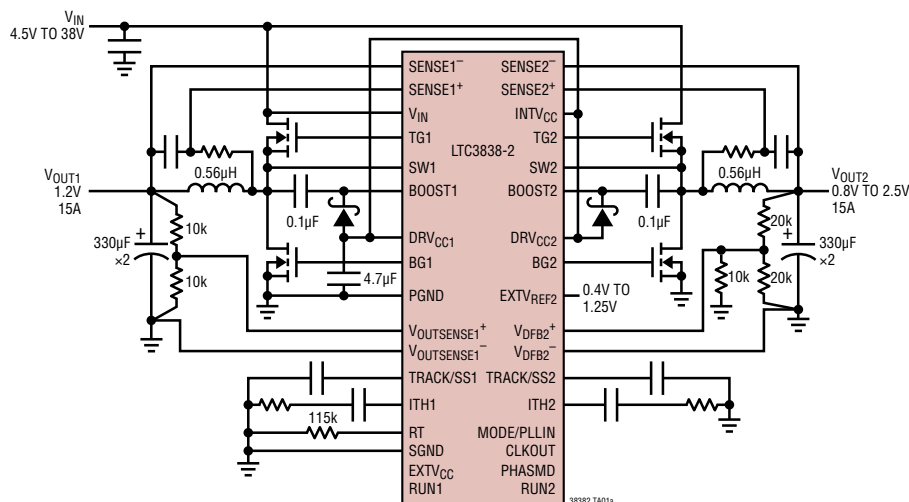 VIN
4.5V TO 38V
SENSE1– SENSE2–
SENSE1+ SENSE2+
VIN INTVCC
TG1 TG2
LTC3838-2
SW1 SW2
0.56µH 0.56µH
VOUT1
1.2V
15A
VOUT2
0.8V TO 2.5V
15A
BOOST1 BOOST2
0.1µF 0.1µF
10k 20k
DRVCC1 DRVCC2
330µF
×2
330µF
×2
BG1 BG2
4.7µF
10k 10k 20k
PGND EXTVREF2
0.4V TO
1.25V
VOUTSENSE1+ VDFB2+
VOUTSENSE1– VDFB2–
TRACK/SS1 TRACK/SS2
ITH1 ITH2
115k
RT MODE/PLLIN
SGND CLKOUT
EXTVCC PHASMD
RUN1 RUN2
38382 TA01a